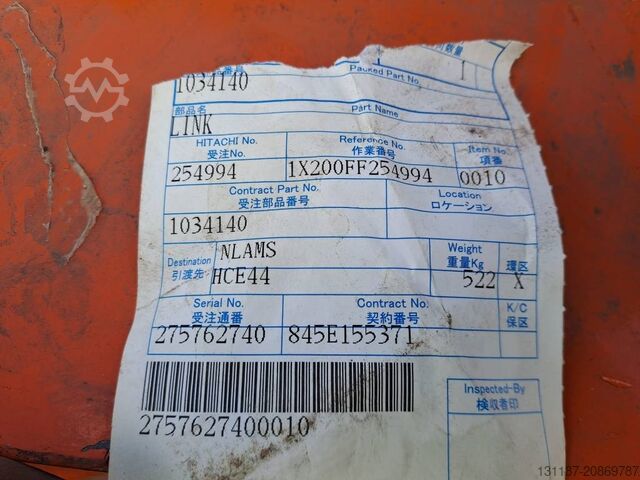 Packed Part No.
1
1034140
部品名 Part Name
LINK
HITACHI No. Reference No. Item No.
受注No. 作業番号 項番
254994 1X200FF254994 0010
Contract Part No. Location
受注部品番号 ロケーション
1034140
Destination NLAMS Weight
引渡先 HCE44 重量Kg 522 環区 X
Serial No. Contract No. K/C
受注通番 契約番号 保区
275762740 845E155371
2757627400010
Inspected-By
検収者印
131187-20869787